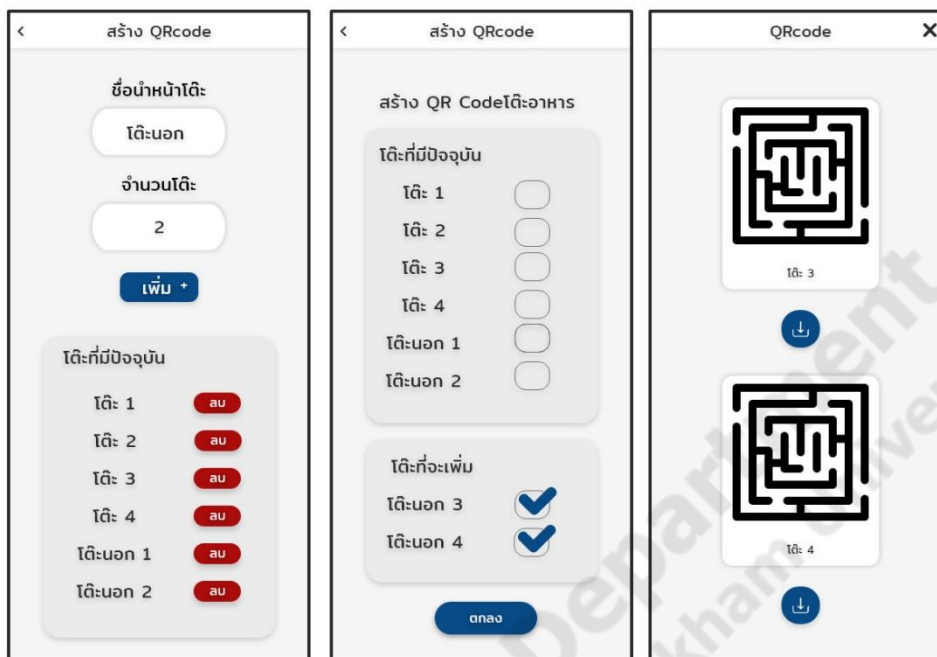 สร้าง QRcode
ชื่อนำหน้าโต๊ะ
โต๊ะนอก
จำนวนโต๊ะ
2
เพิ่ม +
โต๊ะที่มีปัจจุบัน
โต๊ะ 1 ลบ
โต๊ะ 2 ลบ
โต๊ะ 3 ลบ
โต๊ะ 4 ลบ
โต๊ะนอก 1 ลบ
โต๊ะนอก 2 ลบ
สร้าง QRcode
สร้าง QR Codeโต๊ะอาหาร
โต๊ะที่มีปัจจุบัน
โต๊ะ 1
โต๊ะ 2
โต๊ะ 3
โต๊ะ 4
โต๊ะนอก 1
โต๊ะนอก 2
โต๊ะที่จะเพิ่ม
โต๊ะนอก 3
โต๊ะนอก 4
ตกลง
QRcode
โต๊ะ 3
โต๊ะ 4
Department